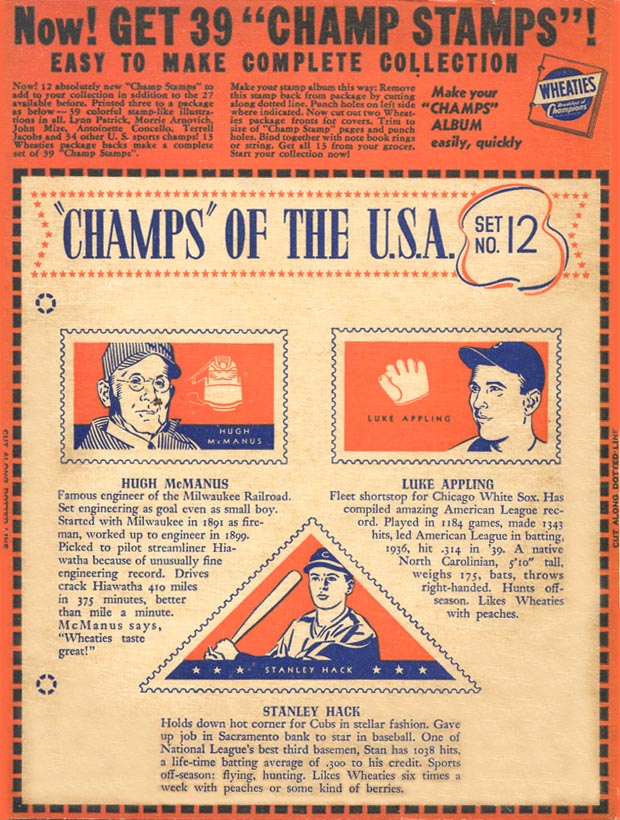 Now! GET 39 "CHAMP STAMPS"!
EASY TO MAKE COMPLETE COLLECTION
Now! 12 absolutely new "Champ Stamps" to
add to your collection in addition to the 27
available before. Printed three to a package
as below—39 colorful stamp-like illustra-
tions in all. Lynn Patrick, Morrie Arnovich,
John Mize, Antoinette Concello, Terrell
Jacobs and 34 other U. S. sports champs! 13
Wheaties package backs make a complete
set of 39 "Champ Stamps".
Make your stamp album this way: Remove
this stamp back from package by cutting
along dotted line. Punch holes on left side
where indicated. Now cut out two Wheat-
ies package fronts for covers. Trim to
size of "Champ Stamp" pages and punch
holes. Bind together with note book rings
or string. Get all 13 from your grocer.
Start your collection now!
Make your
"CHAMPS"
ALBUM
easily, quickly
WHEATIES
Breakfast of
Champions
"CHAMPS" OF THE U.S.A.
SET
NO. 12
HUGH
McMANUS
LUKE APPLING
HUGH McMANUS
Famous engineer of the Milwaukee Railroad.
Set engineering as goal even as small boy.
Started with Milwaukee in 1891 as fire-
man, worked up to engineer in 1899.
Picked to pilot streamliner Hia-
watha because of unusually fine
engineering record. Drives
crack Hiawatha 410 miles
in 375 minutes, better
than mile a minute.
McManus says,
"Wheaties taste
great!"
LUKE APPLING
Fleet shortstop for Chicago White Sox. Has
compiled amazing American League rec-
ord. Played in 1184 games, made 1343
hits, led American League in batting,
1936, hit .314 in '39. A native
North Carolinian, 5'10" tall,
weighs 175, bats, throws
right-handed. Hunts off-
season. Likes Wheaties
with peaches.
STANLEY HACK
STANLEY HACK
Holds down hot corner for Cubs in stellar fashion. Gave
up job in Sacramento bank to star in baseball. One of
National League's best third basemen, Stan has 1038 hits,
a life-time batting average of .300 to his credit. Sports
off-season: flying, hunting. Likes Wheaties six times a
week with peaches or some kind of berries.
CUT ALONG DOTTED LINE
CUT ALONG DOTTED LINE